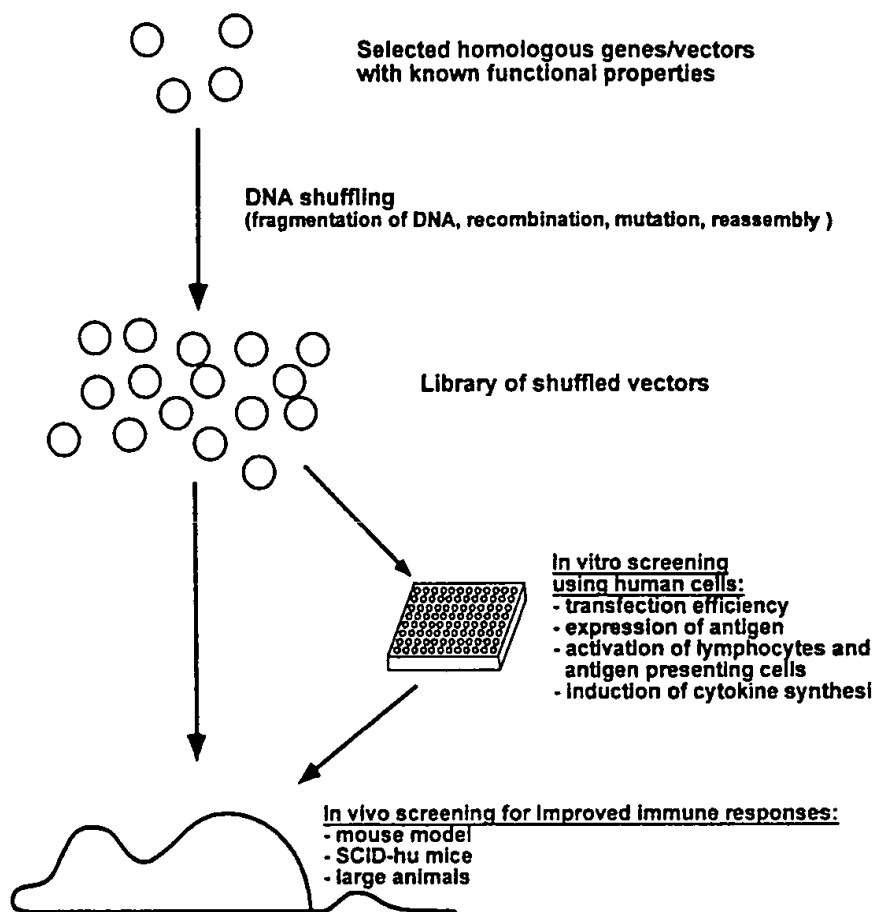 Selected homologous genes/vectors
with known functional properties
DNA shuffling
(fragmentation of DNA, recombination, mutation, reassembly )
Library of shuffled vectors
In vitro screening
using human cells:
- transfection efficiency
- expression of antigen
- activation of lymphocytes and
antigen presenting cells
- induction of cytokine synthesi
In vivo screening for improved immune responses:
- mouse model
- SCID-hu mice
- large animals